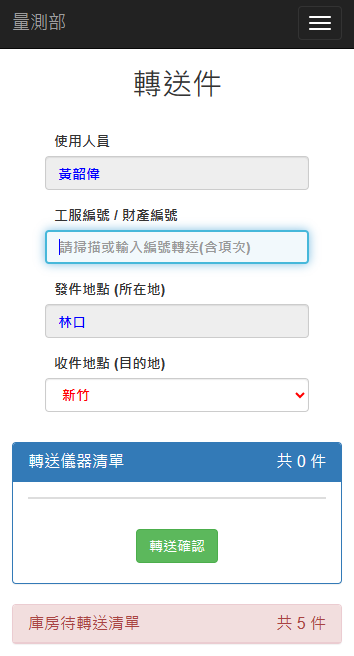 量測部
轉送件
使用人員
黃韶偉
工服編號 / 財產編號
請掃描或輸入編號轉送(含項次)
發件地點 (所在地)
林口
收件地點 (目的地)
新竹
轉送儀器清單 共 0 件
轉送確認
庫房待轉送清單 共 5 件